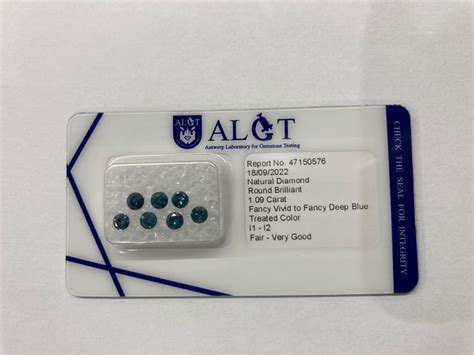 ALGT
ALGT
Antwerp Laboratory for Gemstone Testing
Report No. 47150576
18/09/2022
Natural Diamond
Round Brilliant
1.09 Carat
Fancy Vivid to Fancy Deep Blue
Treated Color
I1 - I2
Fair - Very Good
CHECK THE SEAL FOR INTEGRITY